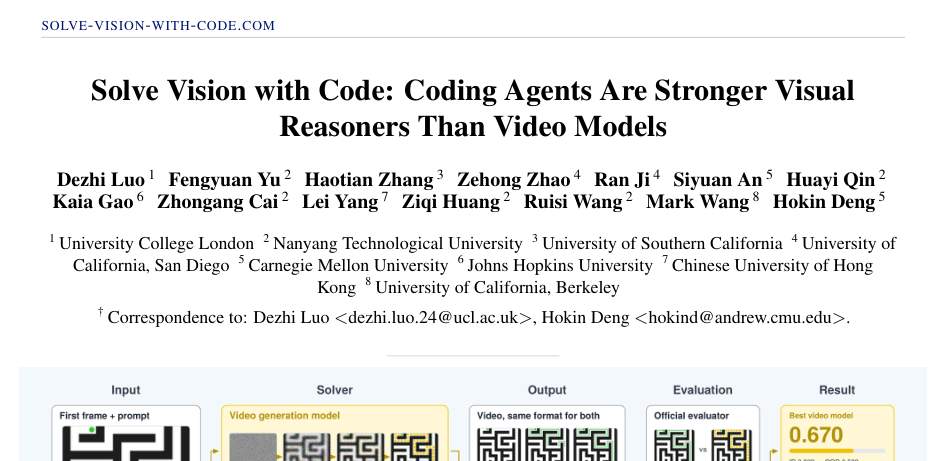 SOLVE-VISION-WITH-CODE.COM
Solve Vision with Code: Coding Agents Are Stronger Visual
Reasoners Than Video Models
Dezhi Luo 1 Fengyuan Yu 2 Haotian Zhang 3 Zehong Zhao 4 Ran Ji 4 Siyuan An 5 Huayi Qin 2
Kaia Gao 6 Zhongang Cai 2 Lei Yang 7 Ziqi Huang 2 Ruisi Wang 2 Mark Wang 8 Hokin Deng 5
1 University College London 2 Nanyang Technological University 3 University of Southern California 4 University of
California, San Diego 5 Carnegie Mellon University 6 Johns Hopkins University 7 Chinese University of Hong
Kong 8 University of California, Berkeley
† Correspondence to: Dezhi Luo <dezhi.luo.24@ucl.ac.uk>, Hokin Deng <hokind@andrew.cmu.edu>.
Input Solver Output Evaluation Result
First frame + prompt Video generation model Video, same format for both Official evaluator Best video model
vs 0.670